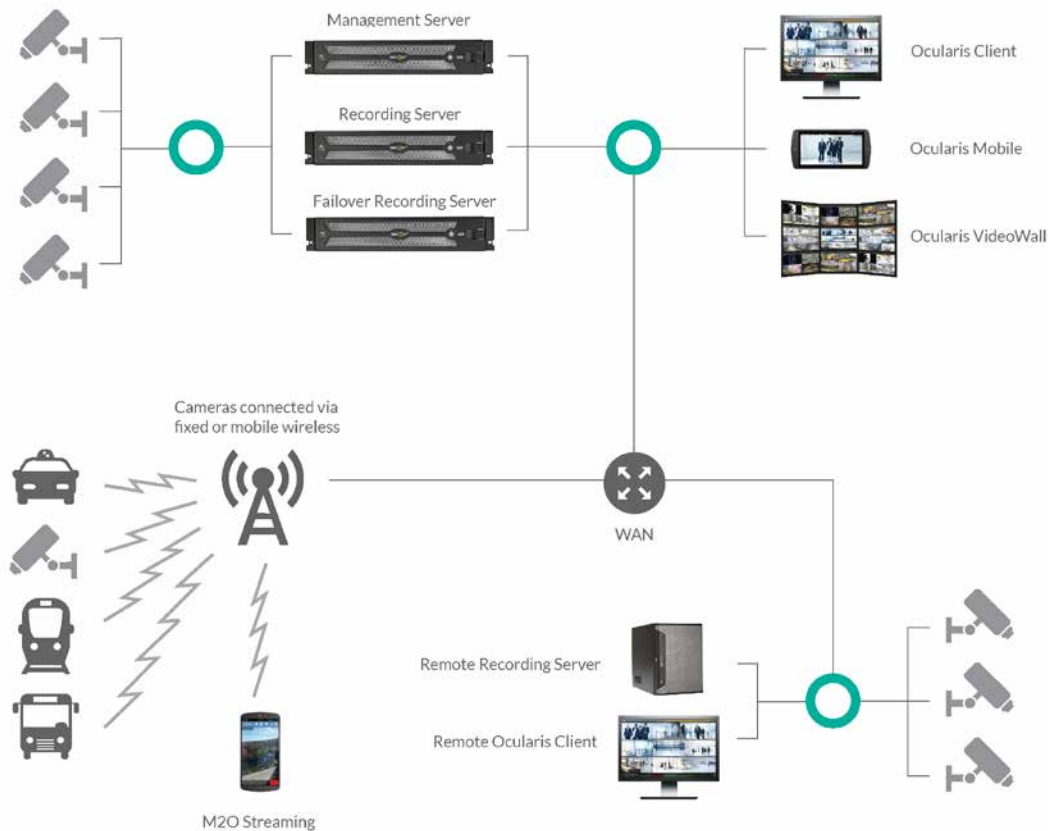 Management Server
Ocularis Client
Recording Server
Ocularis Mobile
Failover Recording Server
Ocularis VideoWall
Cameras connected via
fixed or mobile wireless
WAN
Remote Recording Server
Remote Ocularis Client
M2O Streaming